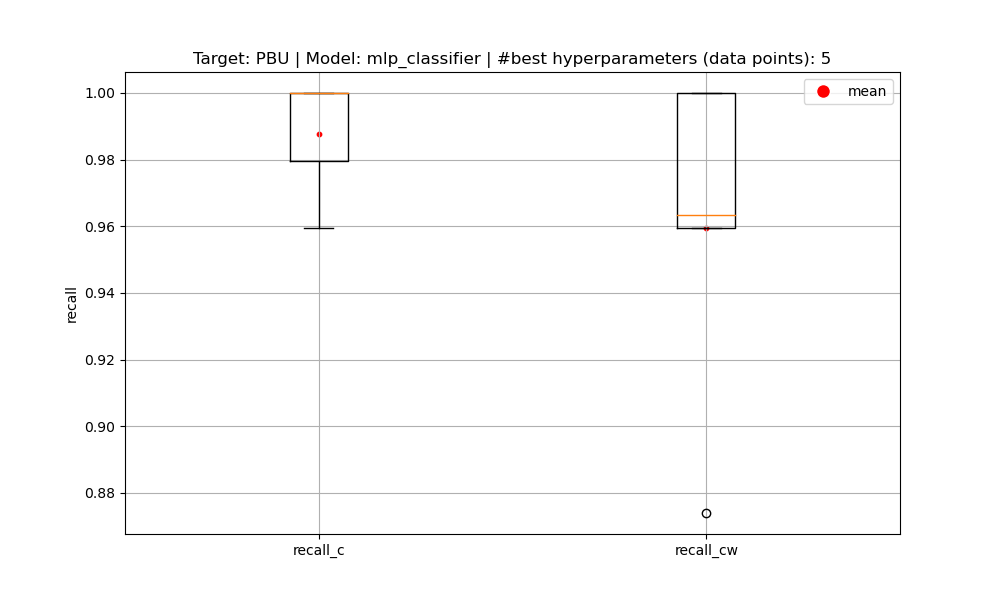 Target: PBU | Model: mlp_classifier | #best hyperparameters (data points): 5
mean
1.00
0.98
0.96
0.94
0.92
0.90
0.88
recall
recall_c
recall_cw